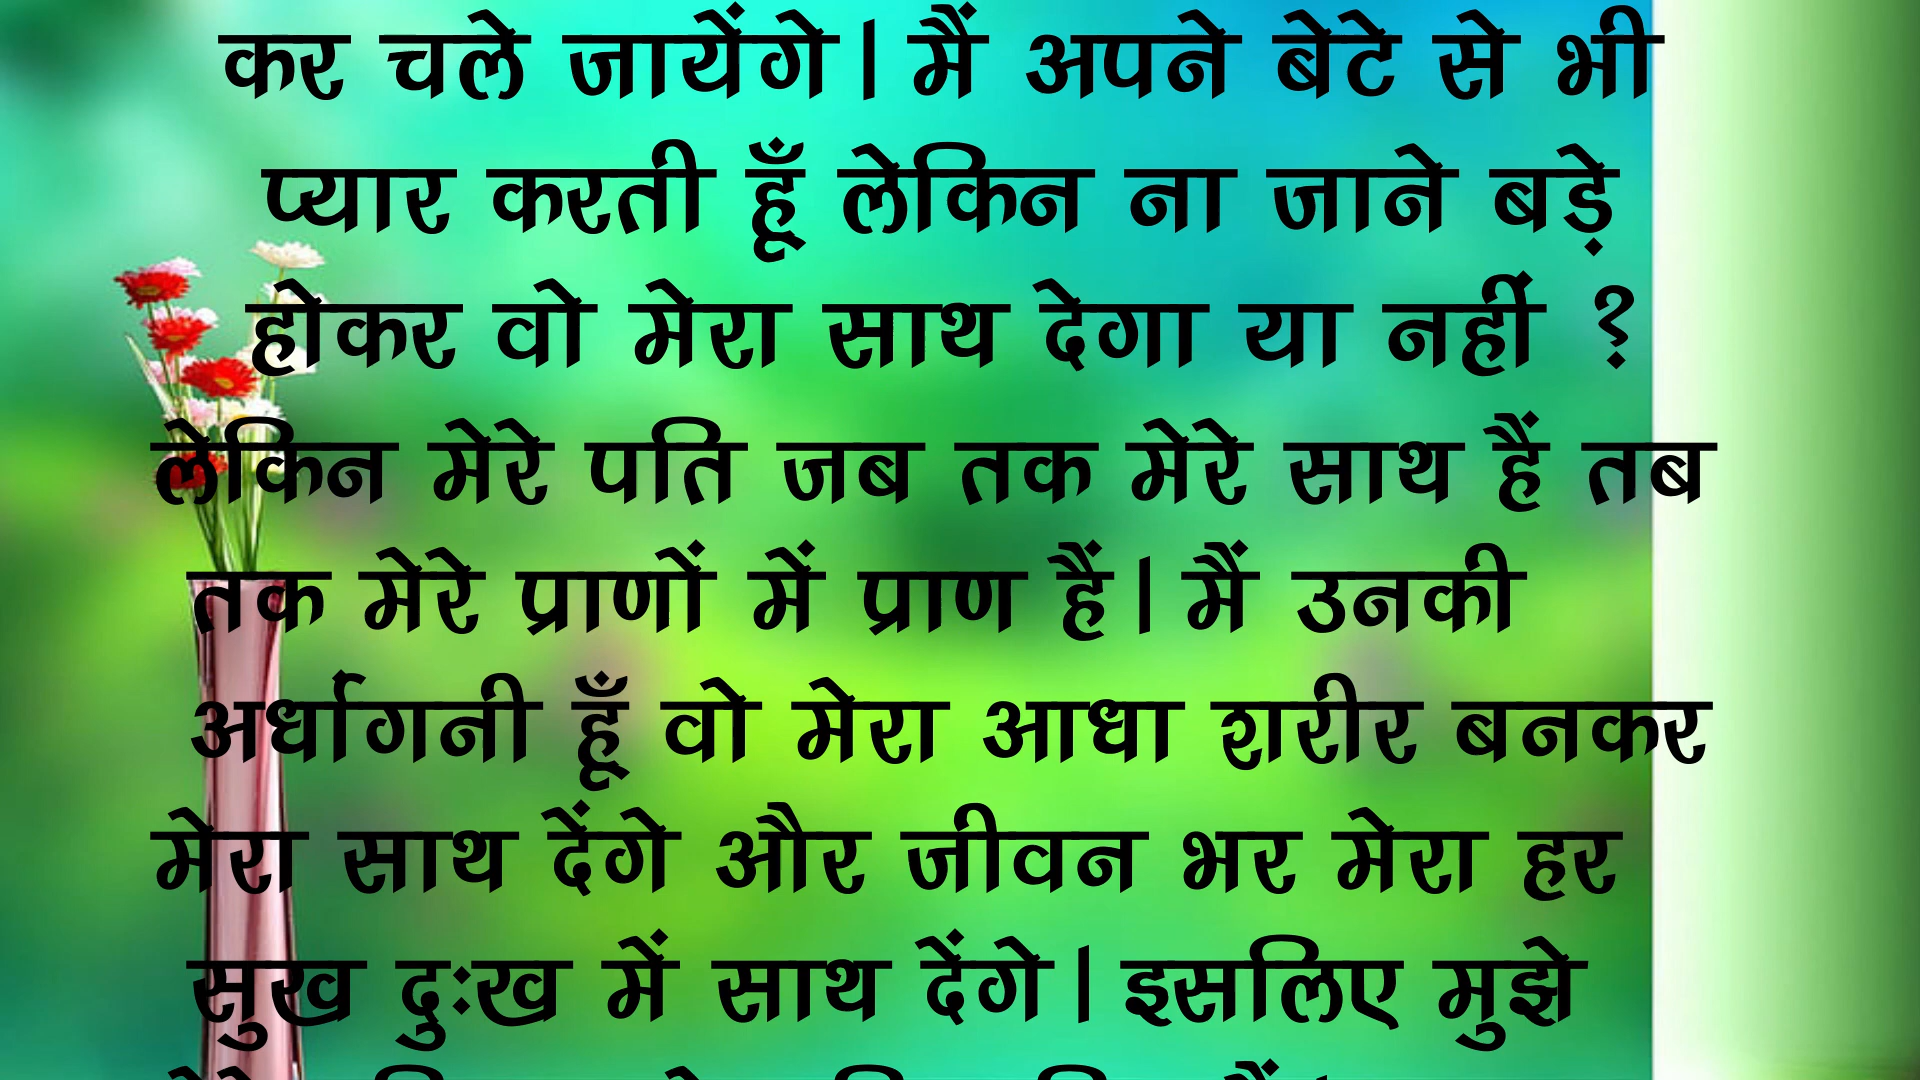 कर चले जायेंगे। मैं अपने बेटे से भी
प्यार करती हूँ लेकिन ना जाने बड़े
होकर वो मेरा साथ देगा या नहीं ?
लेकिन मेरे पति जब तक मेरे साथ हैं तब
तक मेरे प्राणों में प्राण हैं। मैं उनकी
अर्धांगनी हूँ वो मेरा आधा शरीर बनकर
मेरा साथ देंगे और जीवन भर मेरा हर
सुख दुःख में साथ देंगे। इसलिए मुझे